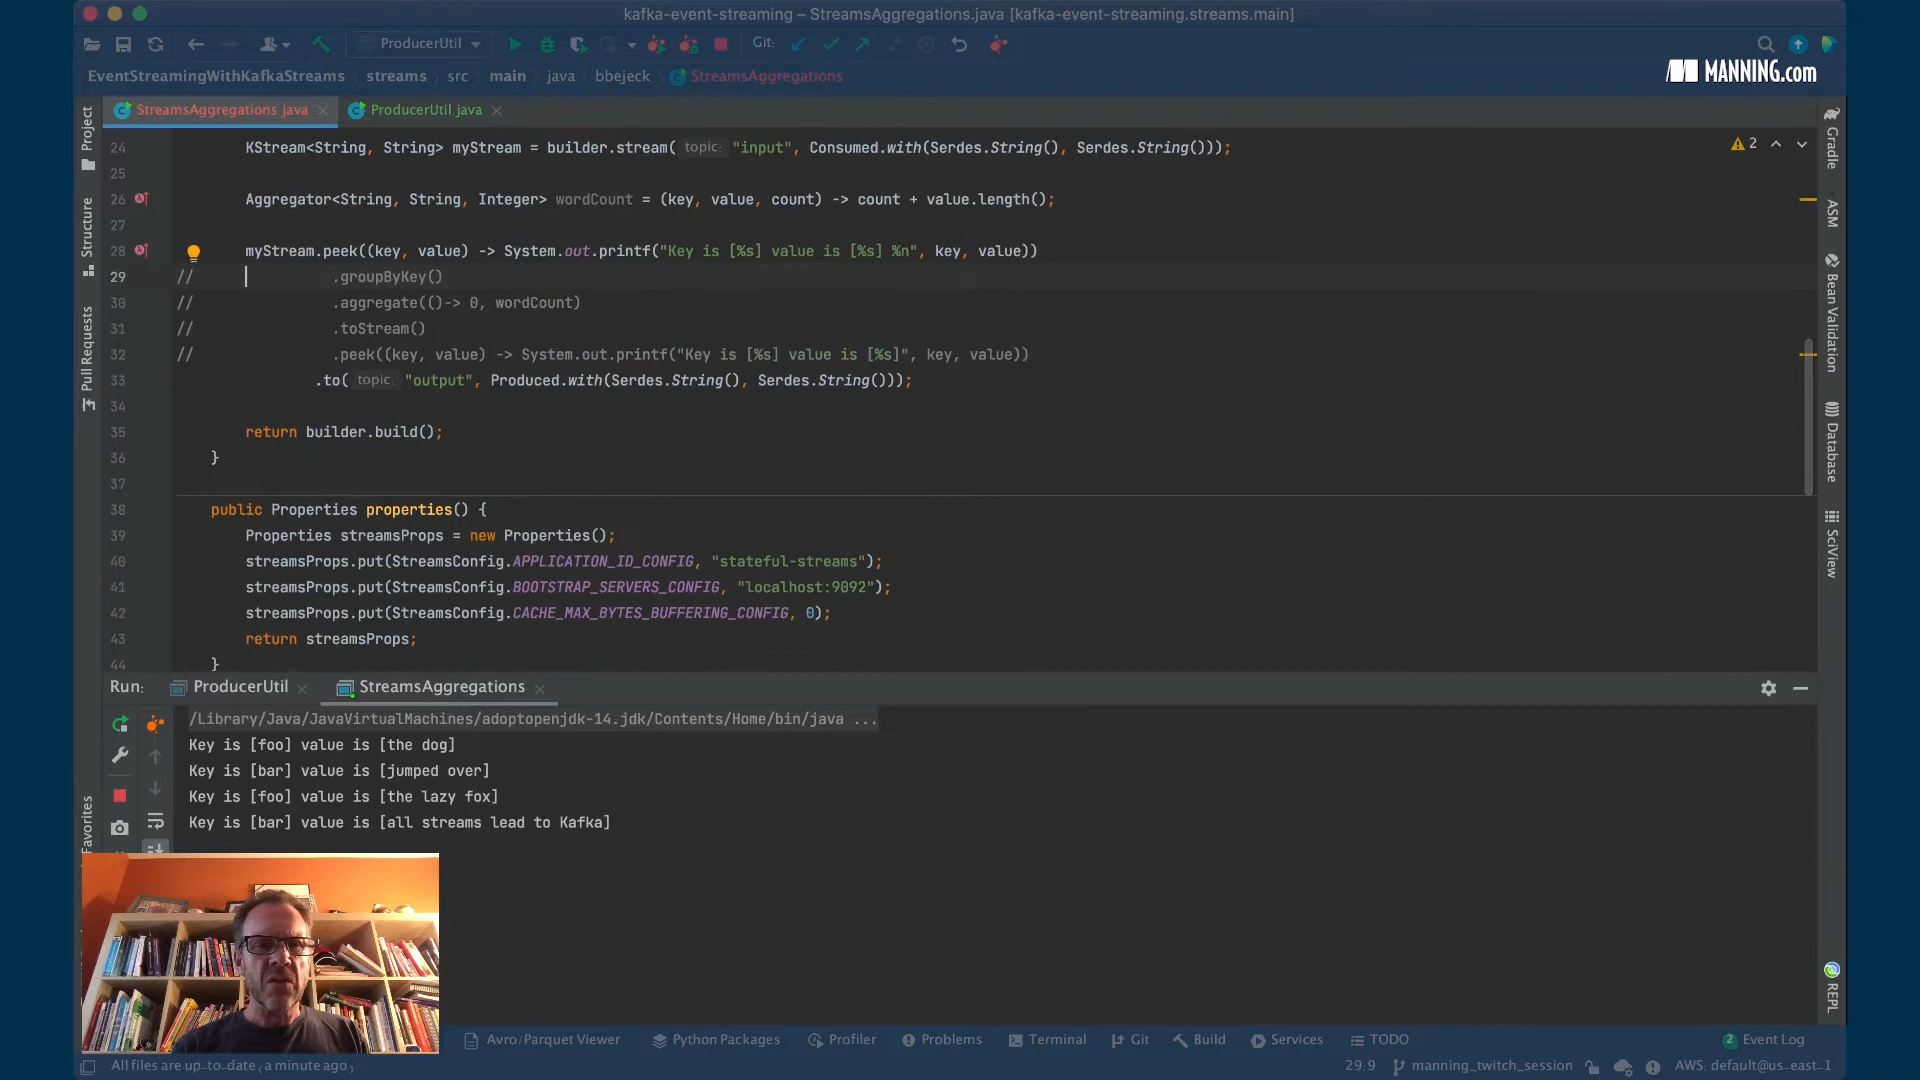 kafka-event-streaming – StreamsAggregations.java [kafka-event-streaming.streams.main]
ProducerUtil
Git:
MANNING.com
EventStreamingWithKafkaStreams streams src main java bbejeck StreamsAggregations
StreamsAggregations.java ProducerUtil.java
Project
Structure
Pull Requests
Favorites
24 KStream<String, String> myStream = builder.stream( topic: "input", Consumed.with(Serdes.String(), Serdes.String()));
2
25
26 Aggregator<String, String, Integer> wordCount = (key, value, count) -> count + value.length();
27
28 myStream.peek((key, value) -> System.out.printf("Key is [%s] value is [%s] %n", key, value))
29 // .groupByKey()
30 // .aggregate(()-> 0, wordCount)
31 // .toStream()
32 // .peek((key, value) -> System.out.printf("Key is [%s] value is [%s]", key, value))
33 .to( topic: "output", Produced.with(Serdes.String(), Serdes.String()));
34
35 return builder.build();
36 }
37
38 public Properties properties() {
39 Properties streamsProps = new Properties();
40 streamsProps.put(StreamsConfig.APPLICATION_ID_CONFIG, "stateful-streams");
41 streamsProps.put(StreamsConfig.BOOTSTRAP_SERVERS_CONFIG, "localhost:9092");
42 streamsProps.put(StreamsConfig.CACHE_MAX_BYTES_BUFFERING_CONFIG, 0);
43 return streamsProps;
44 }
Gradle
ASM
Bean Validation
Database
SciView
REPL
Run: ProducerUtil StreamsAggregations
/Library/Java/JavaVirtualMachines/adoptopenjdk-14.jdk/Contents/Home/bin/java ...
Key is [foo] value is [the dog]
Key is [bar] value is [jumped over]
Key is [foo] value is [the lazy fox]
Key is [bar] value is [all streams lead to Kafka]
Avro/Parquet Viewer Python Packages Profiler Problems Terminal Git Build Services TODO 2 Event Log
All files are up-to-date (a minute ago) 29:9 manning_twitch_session AWS: default@us-east-1